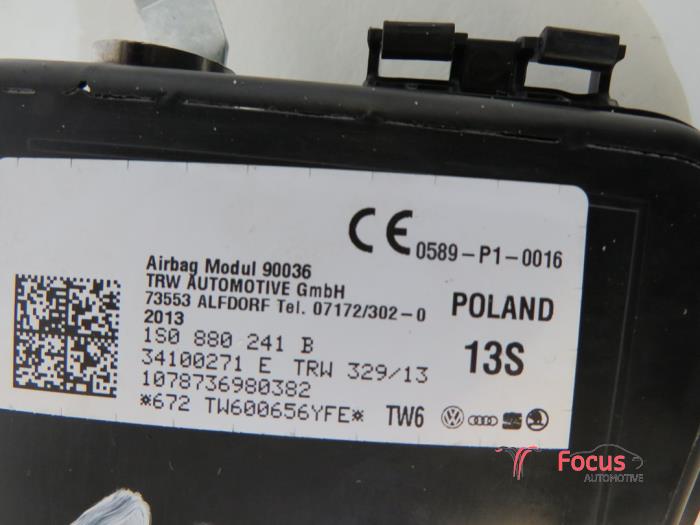 CE 0589-P1-0016
Airbag Modul 90036
TRW AUTOMOTIVE GmbH
73553 ALFDORF Tel. 07172/302-0
2013
POLAND
1S0 880 241 B
34100271 E TRW 329/13
13S
1078736980382
*672 TW600656YFE* TW6
Focus
AUTOMOTIVE